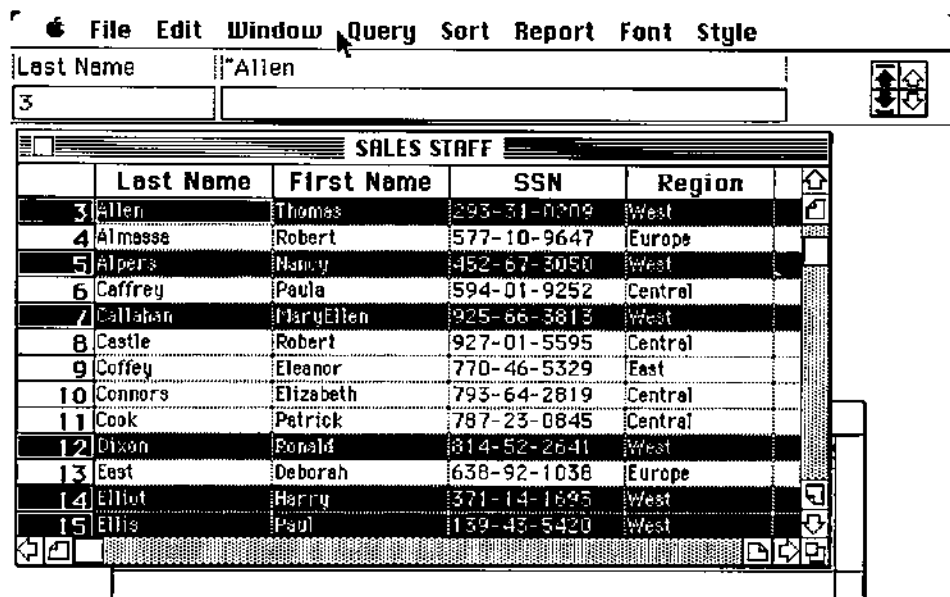 File Edit Window Query Sort Report Font Style
Last Name "Allen
3
SALES STAFF
Last Name First Name SSN Region
3 Allen Thomas 293-31-0209 West
4 Almassa Robert 577-10-9647 Europe
5 Alpers Nancy 452-67-3050 West
6 Caffrey Paula 594-01-9252 Central
7 Callahan MaryEllen 925-66-3813 West
8 Castle Robert 927-01-5595 Central
9 Coffey Eleanor 770-46-5329 East
10 Connors Elizabeth 793-64-2819 Central
11 Cook Patrick 787-23-0845 Central
12 Dixon Ronald 814-52-2641 West
13 East Deborah 638-92-1038 Europe
14 Elliot Harry 371-14-1695 West
15 Ellis Paul 139-43-5420 West